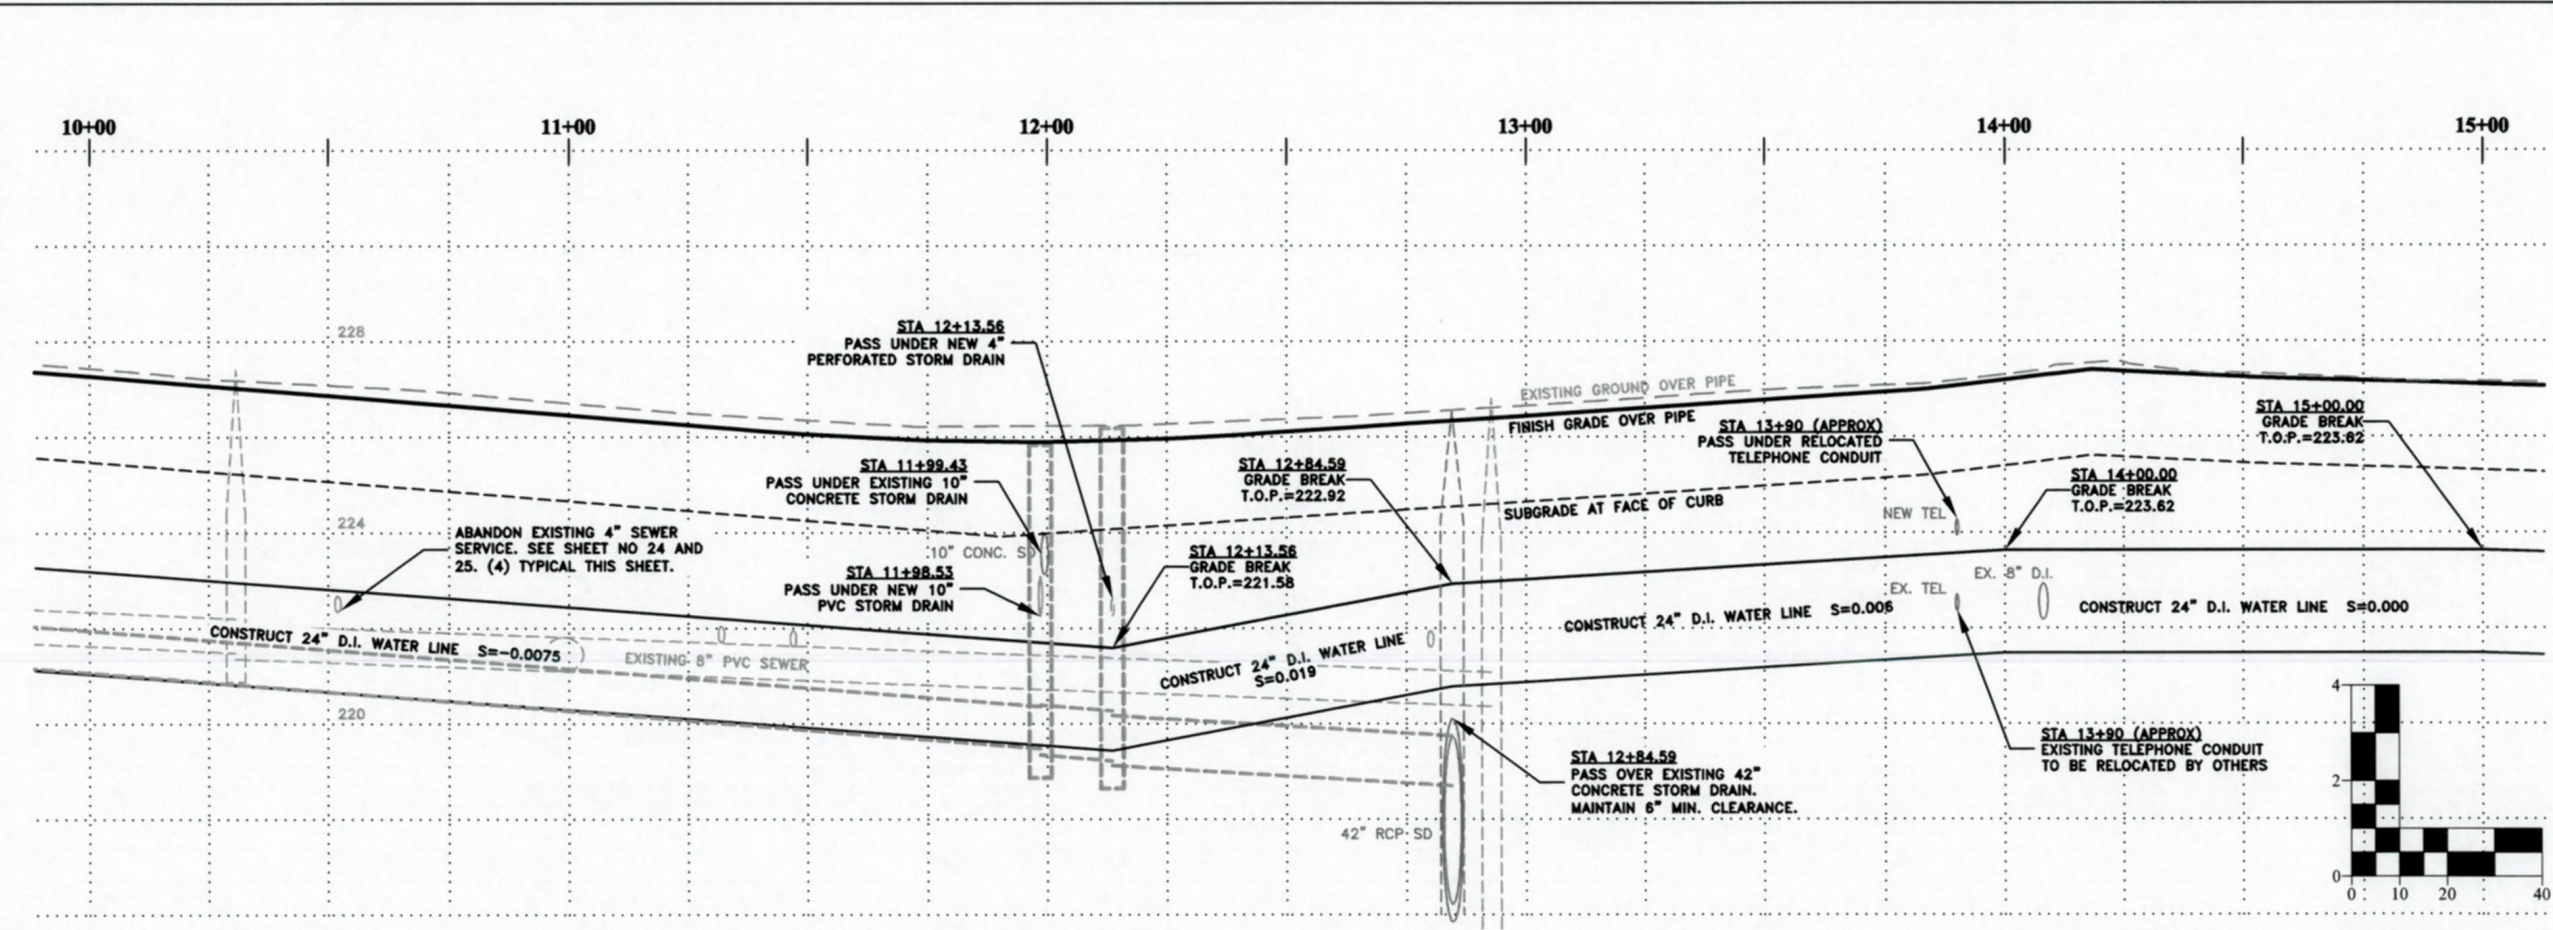 10+00 11+00 12+00 13+00 14+00 15+00
228
STA 12+13.56
PASS UNDER NEW 4"
PERFORATED STORM DRAIN
EXISTING GROUND OVER PIPE
FINISH GRADE OVER PIPE
STA 13+90 (APPROX)
PASS UNDER RELOCATED
TELEPHONE CONDUIT
STA 15+00.00
GRADE BREAK
T.O.P.=223.62
STA 11+99.43
PASS UNDER EXISTING 10"
CONCRETE STORM DRAIN
STA 12+84.59
GRADE BREAK
T.O.P.=222.92
STA 14+00.00
GRADE BREAK
T.O.P.=223.62
SUBGRADE AT FACE OF CURB
NEW TEL
224
ABANDON EXISTING 4" SEWER
SERVICE. SEE SHEET NO 24 AND
25. (4) TYPICAL THIS SHEET.
10" CONC. SD
STA 11+98.53
PASS UNDER NEW 10"
PVC STORM DRAIN
STA 12+13.56
GRADE BREAK
T.O.P.=221.58
EX. TEL
EX. 8" D.I.
CONSTRUCT 24" D.I. WATER LINE S=-0.0075
EXISTING 8" PVC SEWER
CONSTRUCT 24" D.I. WATER LINE
S=0.019
CONSTRUCT 24" D.I. WATER LINE S=0.006
CONSTRUCT 24" D.I. WATER LINE S=0.000
220
STA 12+84.59
PASS OVER EXISTING 42"
CONCRETE STORM DRAIN.
MAINTAIN 6" MIN. CLEARANCE.
42" RCP SD
STA 13+90 (APPROX)
EXISTING TELEPHONE CONDUIT
TO BE RELOCATED BY OTHERS
4
2
0
0 10 20 40